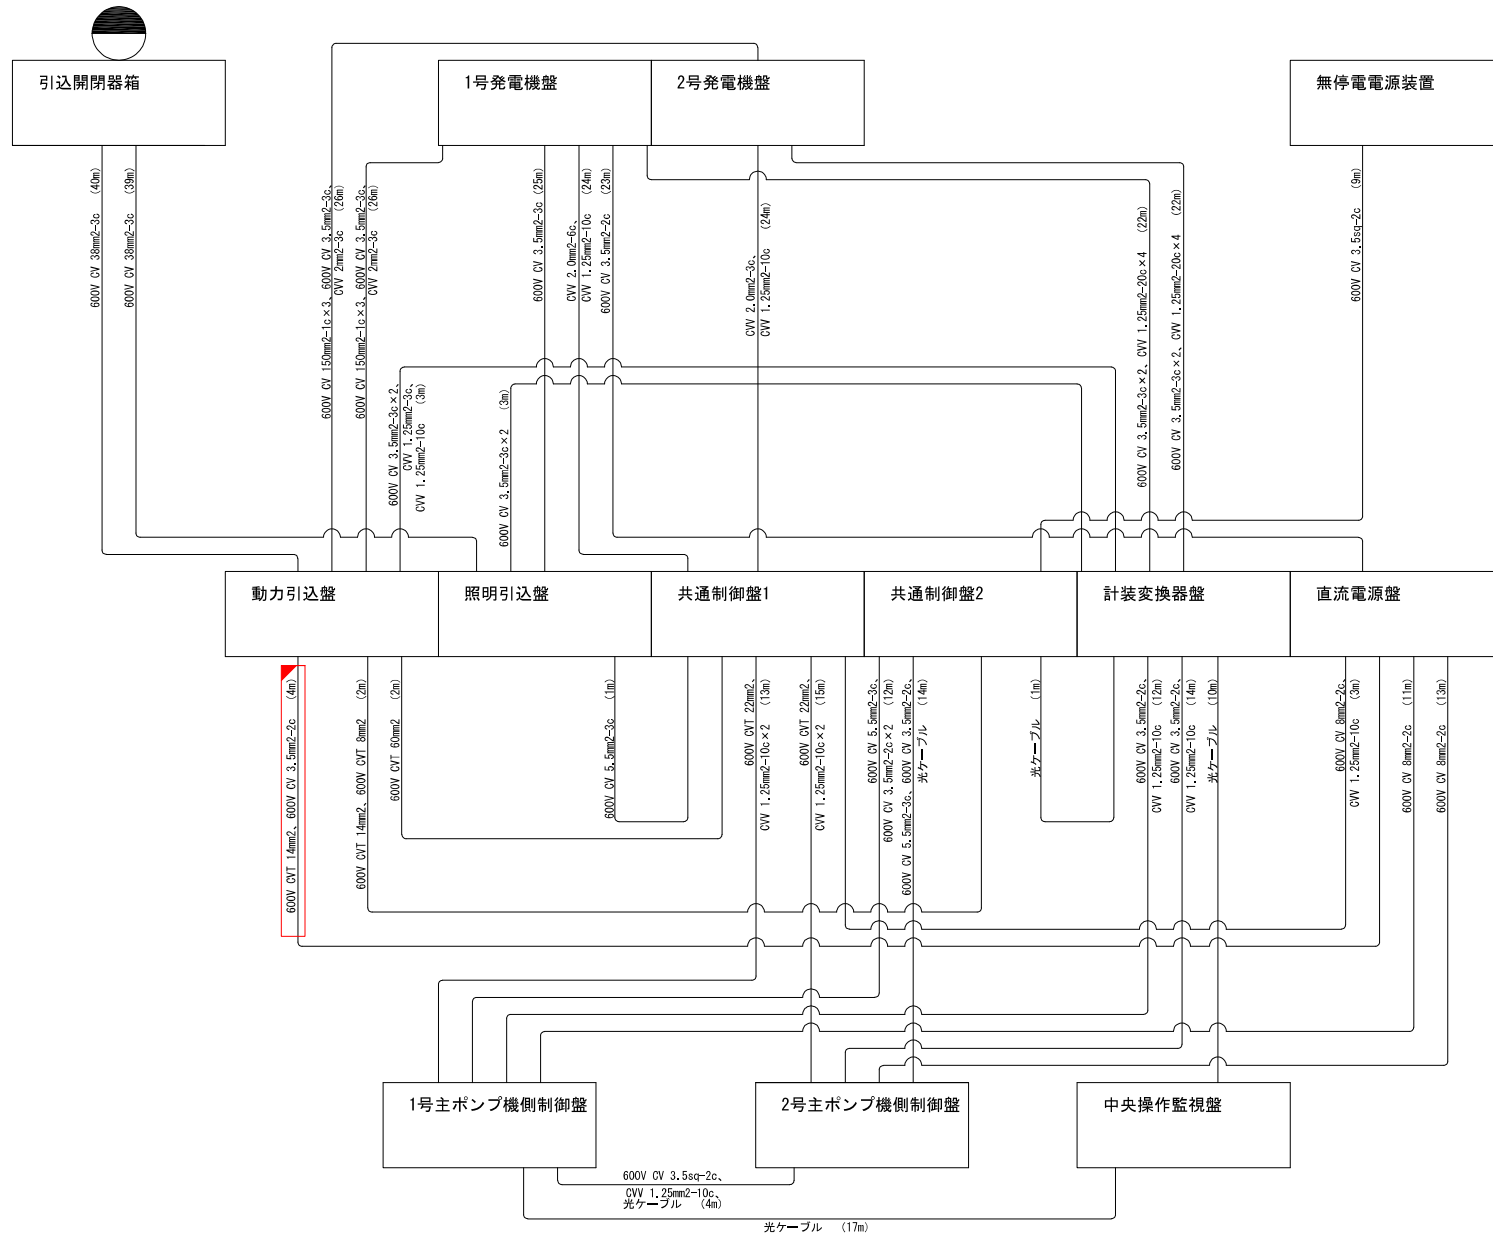 引込開閉器箱
1号発電機盤
2号発電機盤
無停電電源装置
600V CV 38mm2-3c (40m)
600V CV 38mm2-3c (39m)
600V CV 150mm2-1c×3、600V CV 3.5mm2-3c、
CVV 2mm2-3c (26m)
600V CV 150mm2-1c×3、600V CV 3.5mm2-3c、
CVV 2mm2-3c (26m)
600V CV 3.5mm2-3c×2、
CVV 1.25mm2-3c、
CVV 1.25mm2-10c (3m)
600V CV 3.5mm2-3c×2 (3m)
600V CV 3.5mm2-3c (25m)
CVV 2.0mm2-6c、
CVV 1.25mm2-10c (24m)
600V CV 3.5mm2-2c (23m)
CVV 2.0mm2-3c、
CVV 1.25mm2-10c (24m)
600V CV 3.5mm2-3c×2、CVV 1.25mm2-20c×4 (22m)
600V CV 3.5mm2-3c×2、CVV 1.25mm2-20c×4 (22m)
600V CV 3.5sq-2c (9m)
動力引込盤
照明引込盤
共通制御盤1
共通制御盤2
計装変換器盤
直流電源盤
600V CVT 14mm2、600V CV 3.5mm2-2c (4m)
600V CVT 14mm2、600V CVT 8mm2 (2m)
600V CVT 60mm2 (2m)
600V CV 5.5mm2-3c (1m)
600V CVT 22mm2、
CVV 1.25mm2-10c×2 (13m)
600V CVT 22mm2、
CVV 1.25mm2-10c×2 (15m)
600V CV 5.5mm2-3c、
600V CV 3.5mm2-2c×2 (12m)
600V CV 5.5mm2-3c、600V CV 3.5mm2-2c、
光ケーブル (14m)
光ケーブル (1m)
600V CV 3.5mm2-2c、
CVV 1.25mm2-10c (12m)
600V CV 3.5mm2-2c、
CVV 1.25mm2-10c (14m)
光ケーブル (10m)
600V CV 8mm2-2c、
CVV 1.25mm2-10c (3m)
600V CV 8mm2-2c (11m)
600V CV 8mm2-2c (13m)
1号主ポンプ機側制御盤
2号主ポンプ機側制御盤
中央操作監視盤
600V CV 3.5sq-2c、
CVV 1.25mm2-10c、
光ケーブル (4m)
光ケーブル (17m)